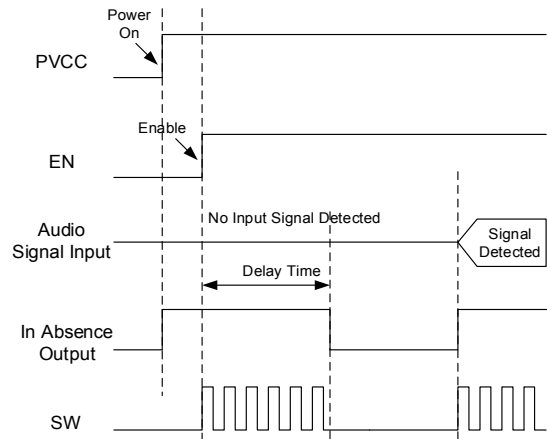 Power
On
PVCC
Enable
EN
No Input Signal Detected
Audio
Signal Input
Signal
Detected
Delay Time
In Absence
Output
SW